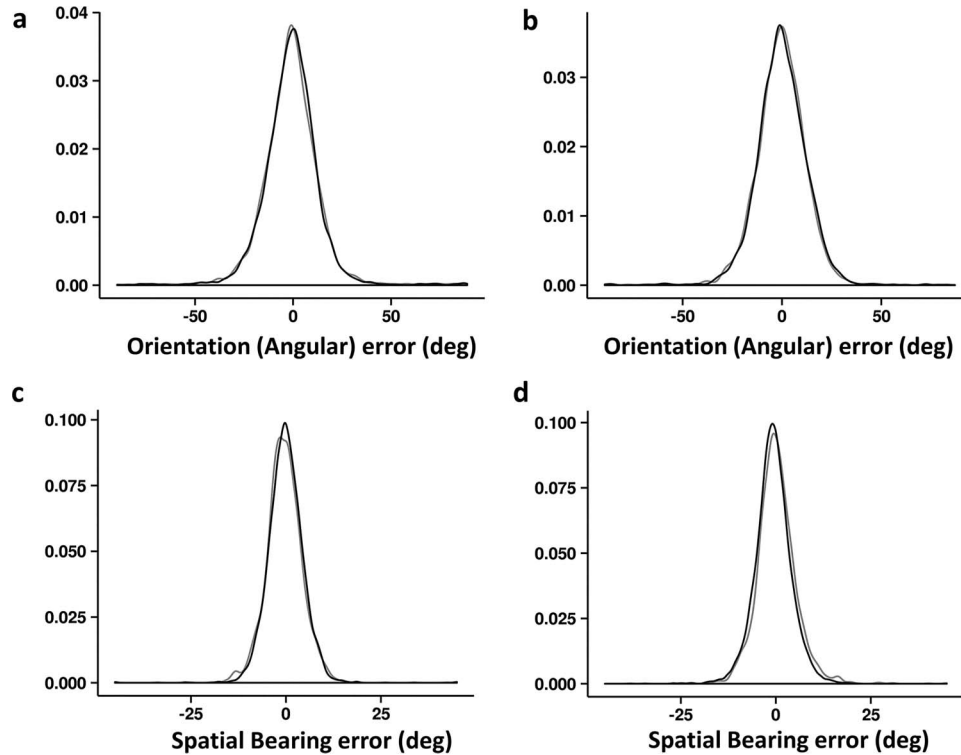 a
0.04
0.03
0.02
0.01
0.00
-50 0 50
Orientation (Angular) error (deg)
b
0.03
0.02
0.01
0.00
-50 0 50
Orientation (Angular) error (deg)
c
0.100
0.075
0.050
0.025
0.000
-25 0 25
Spatial Bearing error (deg)
d
0.100
0.075
0.050
0.025
0.000
-25 0 25
Spatial Bearing error (deg)